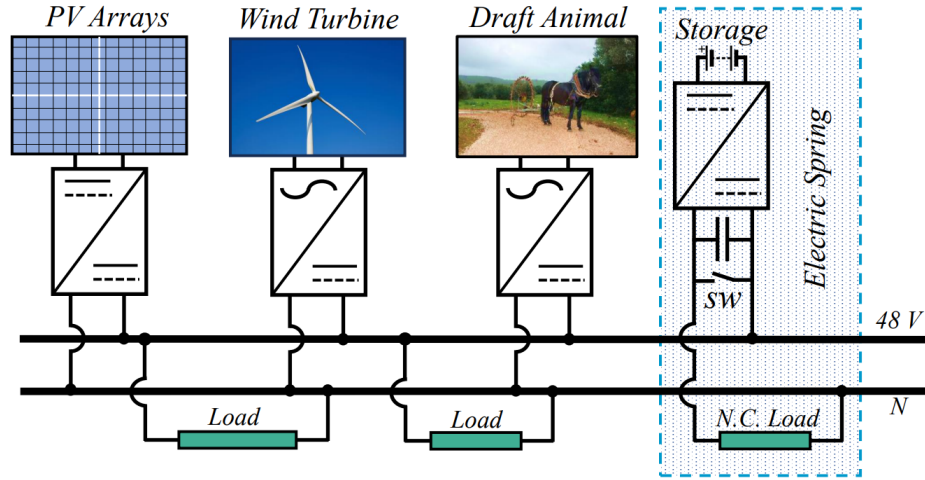 PV Arrays
Wind Turbine
Draft Animal
Storage
+
Electric Spring
SW
48 V
N
Load
Load
N.C. Load